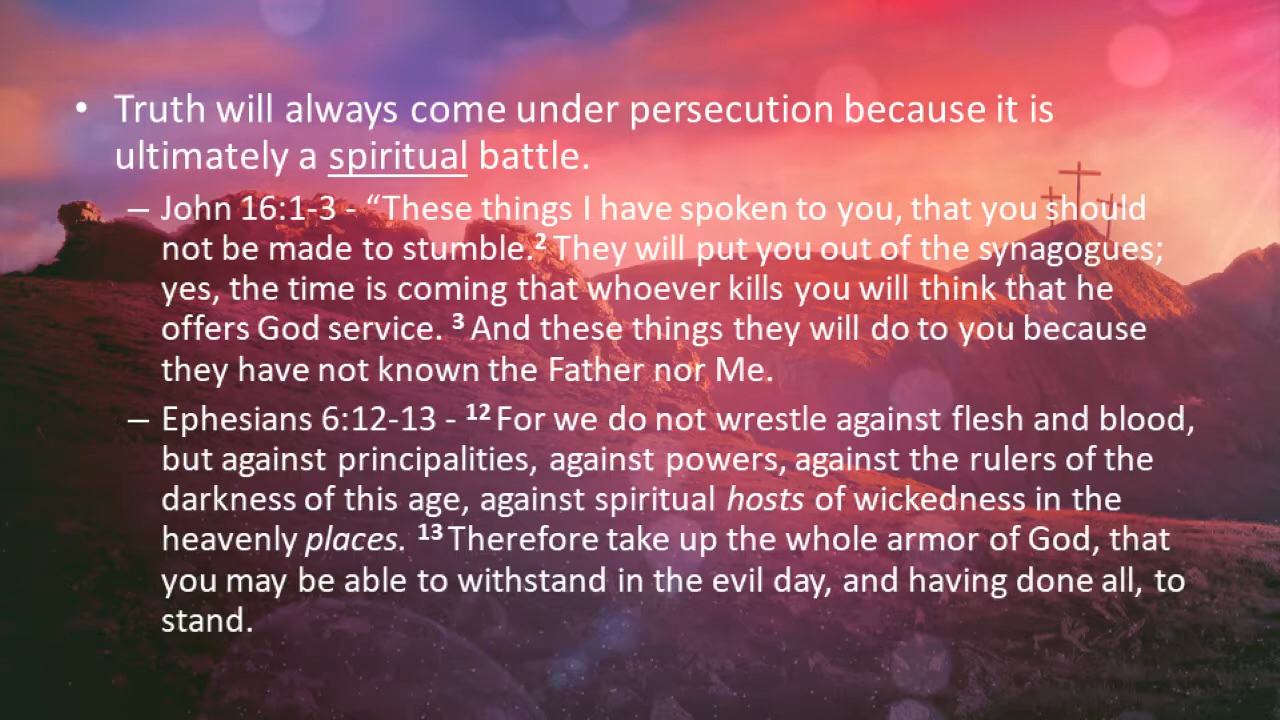 • Truth will always come under persecution because it is
ultimately a spiritual battle.
– John 16:1-3 - “These things I have spoken to you, that you should
not be made to stumble.² They will put you out of the synagogues;
yes, the time is coming that whoever kills you will think that he
offers God service. ³ And these things they will do to you because
they have not known the Father nor Me.
– Ephesians 6:12-13 - ¹² For we do not wrestle against flesh and blood,
but against principalities, against powers, against the rulers of the
darkness of this age, against spiritual hosts of wickedness in the
heavenly places. ¹³ Therefore take up the whole armor of God, that
you may be able to withstand in the evil day, and having done all, to
stand.